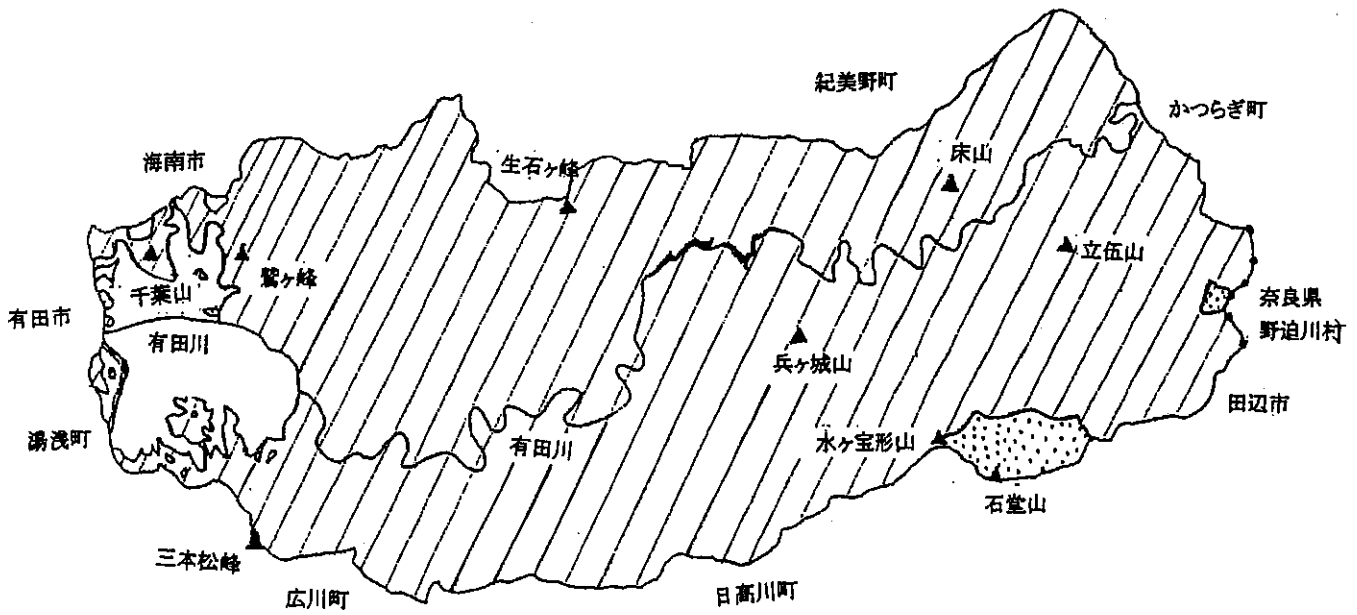 紀美野町
かつらぎ町
海南市
生石ヶ峰
床山
千葉山
鷲ヶ峰
立伍山
有田市
有田川
奈良県
野迫川村
兵ヶ城山
田辺市
湯浅町
有田川
水ヶ宝形山
石堂山
三本松峰
広川町
日高川町